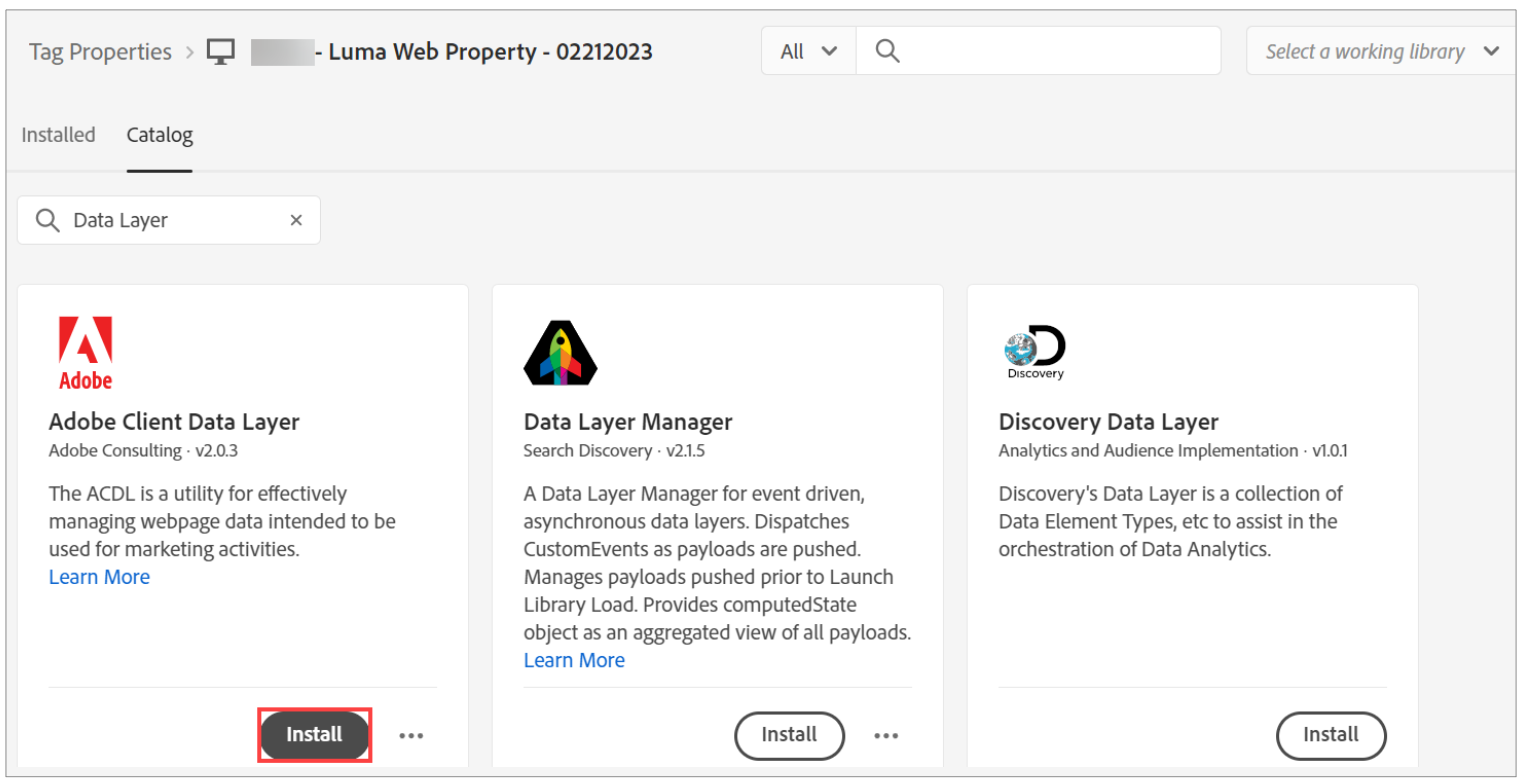 Tag Properties > - Luma Web Property - 02212023
All
Select a working library
Installed Catalog
Data Layer ×
Adobe
Adobe Client Data Layer
Adobe Consulting · v2.0.3
The ACDL is a utility for effectively
managing webpage data intended to be
used for marketing activities.
Learn More
Install ...
Data Layer Manager
Search Discovery · v2.1.5
A Data Layer Manager for event driven,
asynchronous data layers. Dispatches
CustomEvents as payloads are pushed.
Manages payloads pushed prior to Launch
Library Load. Provides computedState
object as an aggregated view of all payloads.
Learn More
Install ...
D
Discovery
Discovery Data Layer
Analytics and Audience Implementation · v1.0.1
Discovery's Data Layer is a collection of
Data Element Types, etc to assist in the
orchestration of Data Analytics.
Install